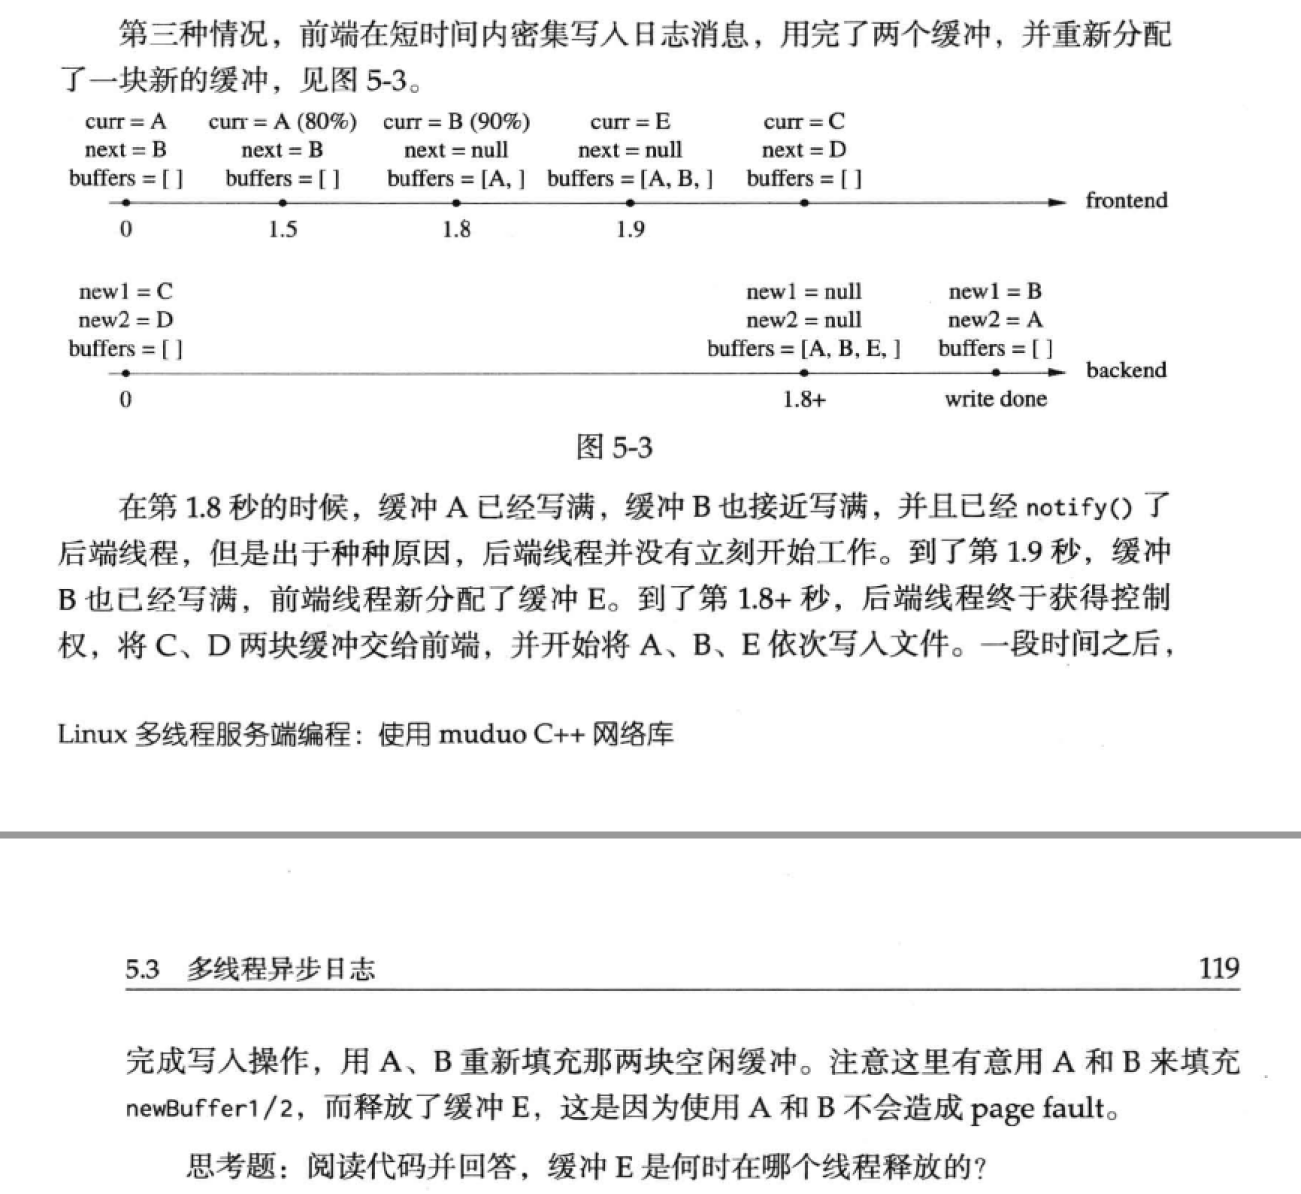 第三种情况，前端在短时间内密集写入日志消息，用完了两个缓冲，并重新分配
了一块新的缓冲，见图 5-3。
curr = A curr = A (80%) curr = B (90%) curr = E curr = C
next = B next = B next = null next = null next = D
buffers = [ ] buffers = [ ] buffers = [A, ] buffers = [A, B, ] buffers = [ ]
frontend
0 1.5 1.8 1.9
new1 = C new1 = null new1 = B
new2 = D new2 = null new2 = A
buffers = [ ] buffers = [A, B, E, ] buffers = [ ]
backend
0 1.8+ write done
图 5-3
在第 1.8 秒的时候，缓冲 A 已经写满，缓冲 B 也接近写满，并且已经 notify() 了
后端线程，但是出于种种原因，后端线程并没有立刻开始工作。到了第 1.9 秒，缓冲
B 也已经写满，前端线程新分配了缓冲 E。到了第 1.8+ 秒，后端线程终于获得控制
权，将 C、D 两块缓冲交给前端，并开始将 A、B、E 依次写入文件。一段时间之后，
Linux 多线程服务端编程：使用 muduo C++ 网络库
5.3 多线程异步日志 119
完成写入操作，用 A、B 重新填充那两块空闲缓冲。注意这里有意用 A 和 B 来填充
newBuffer1/2，而释放了缓冲 E，这是因为使用 A 和 B 不会造成 page fault。
思考题：阅读代码并回答，缓冲 E 是何时在哪个线程释放的？